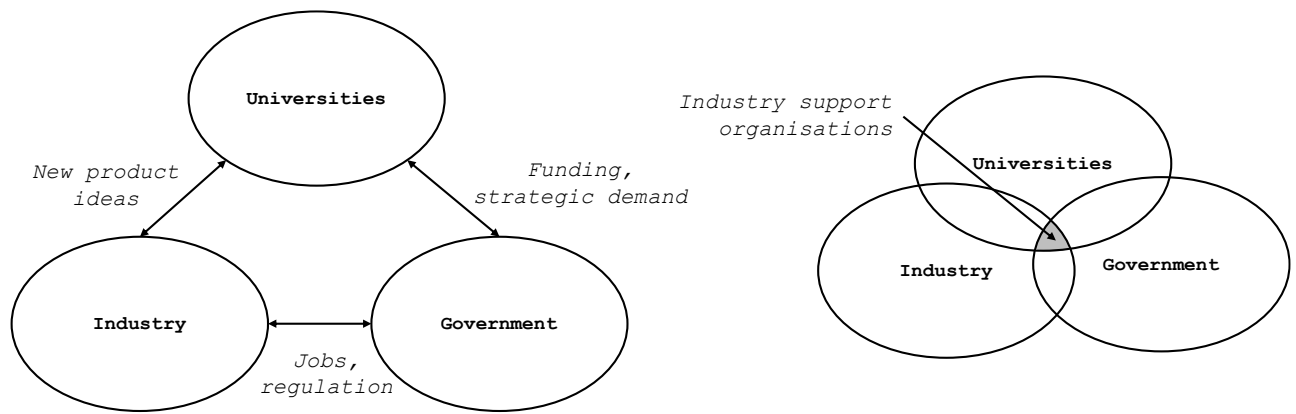 Universities
New product
ideas
Funding,
strategic demand
Industry
Government
Jobs,
regulation
Industry support
organisations
Universities
Industry
Government